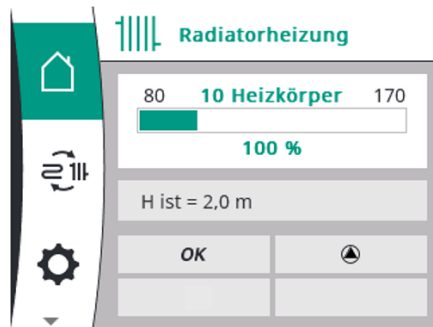 Radiatorheizung
80 10 Heizkörper 170
100 %
H ist = 2,0 m
OK